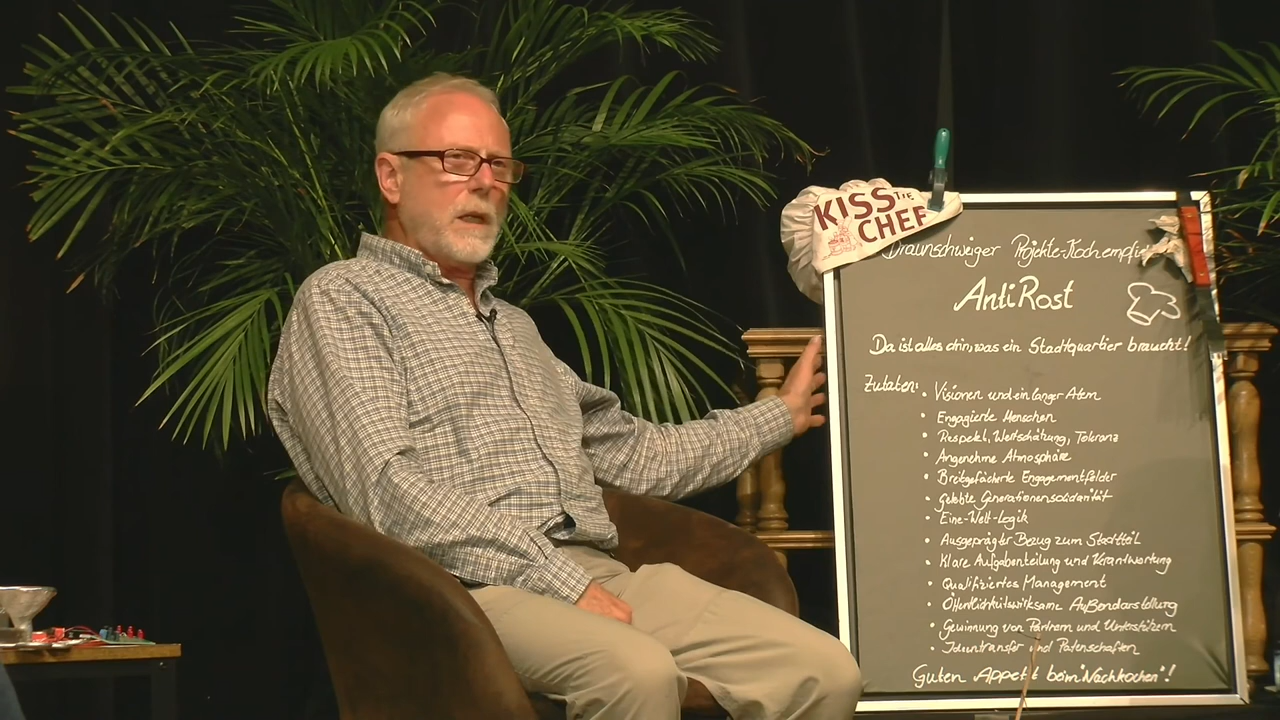 KISS THE
CHEF
Braunschweiger Projekte-Koch empfie
AntiRost
Da ist alles drin, was ein Stadtquartier braucht!
Zutaten:
• Visionen und ein langer Atem
• Engagierte Menschen
• Respekt, Wertschätzung, Toleranz
• Angenehme Atmosphäre
• Breitgefächerte Engagementfelder
• Gelebte Generationensolidarität
• Eine-Welt-Logik
• Ausgeprägter Bezug zum Stadtteil
• Klare Aufgabenteilung und Verantwortung
• Qualifiziertes Management
• Öffentlichkeitswirksame Außendarstellung
• Gewinnung von Partnern und Unterstützern
• Ideentransfer und Patenschaften
Guten Appetit beim "Nachkochen"!